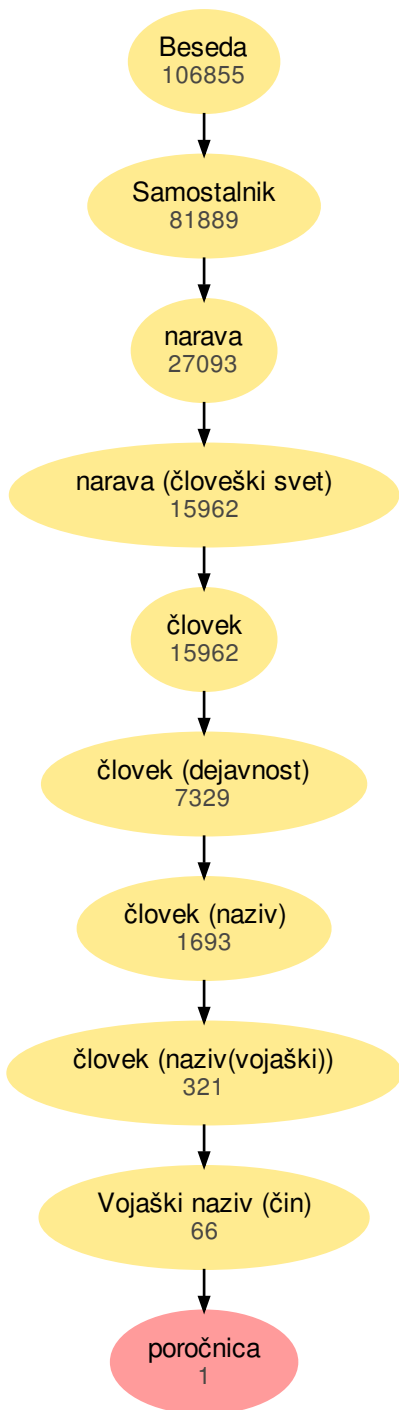 Beseda
106855
Samostalnik
81889
narava
27093
narava (človeški svet)
15962
človek
15962
človek (dejavnost)
7329
človek (naziv)
1693
človek (naziv(vojaški))
321
Vojaški naziv (čin)
66
poročnica
1